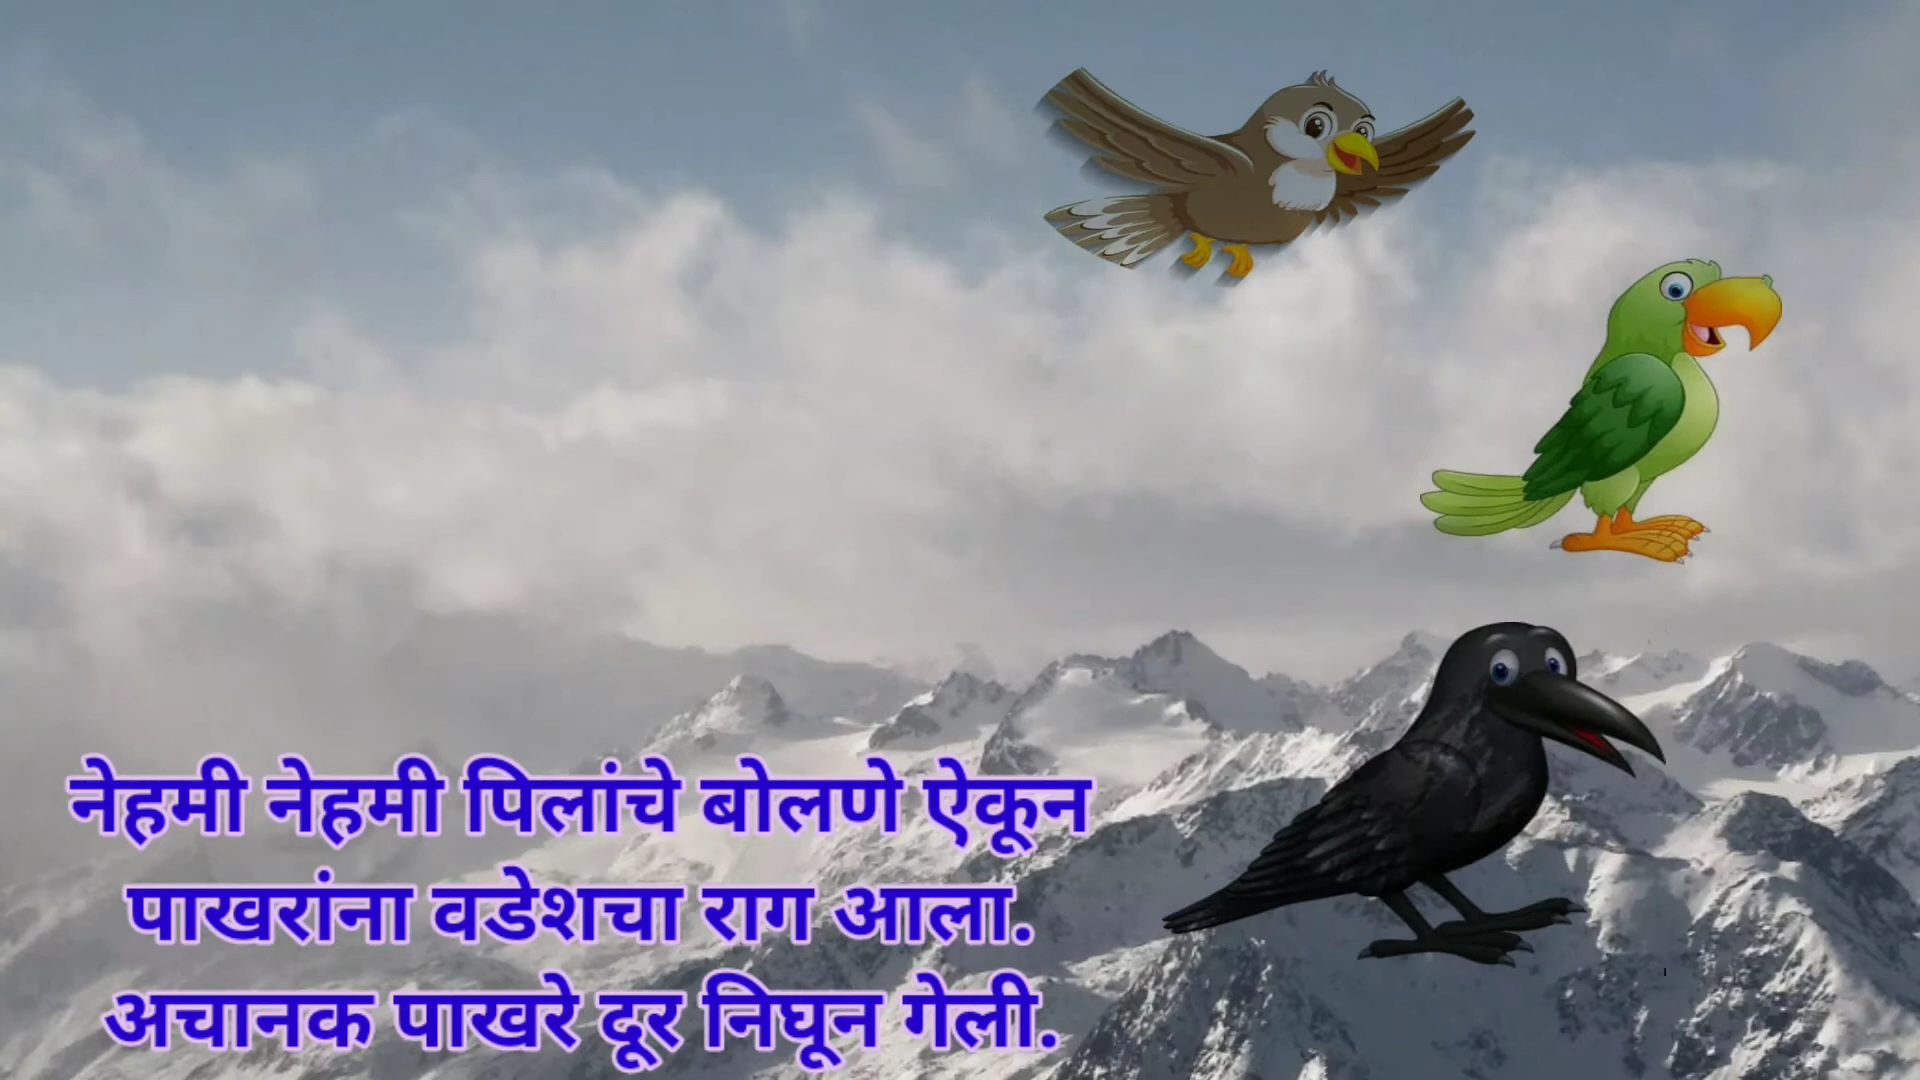 नेहमी नेहमी पिलांचे बोलणे ऐकून
पाखरांना वडेशचा राग आला.
अचानक पाखरे दूर निघून गेली.